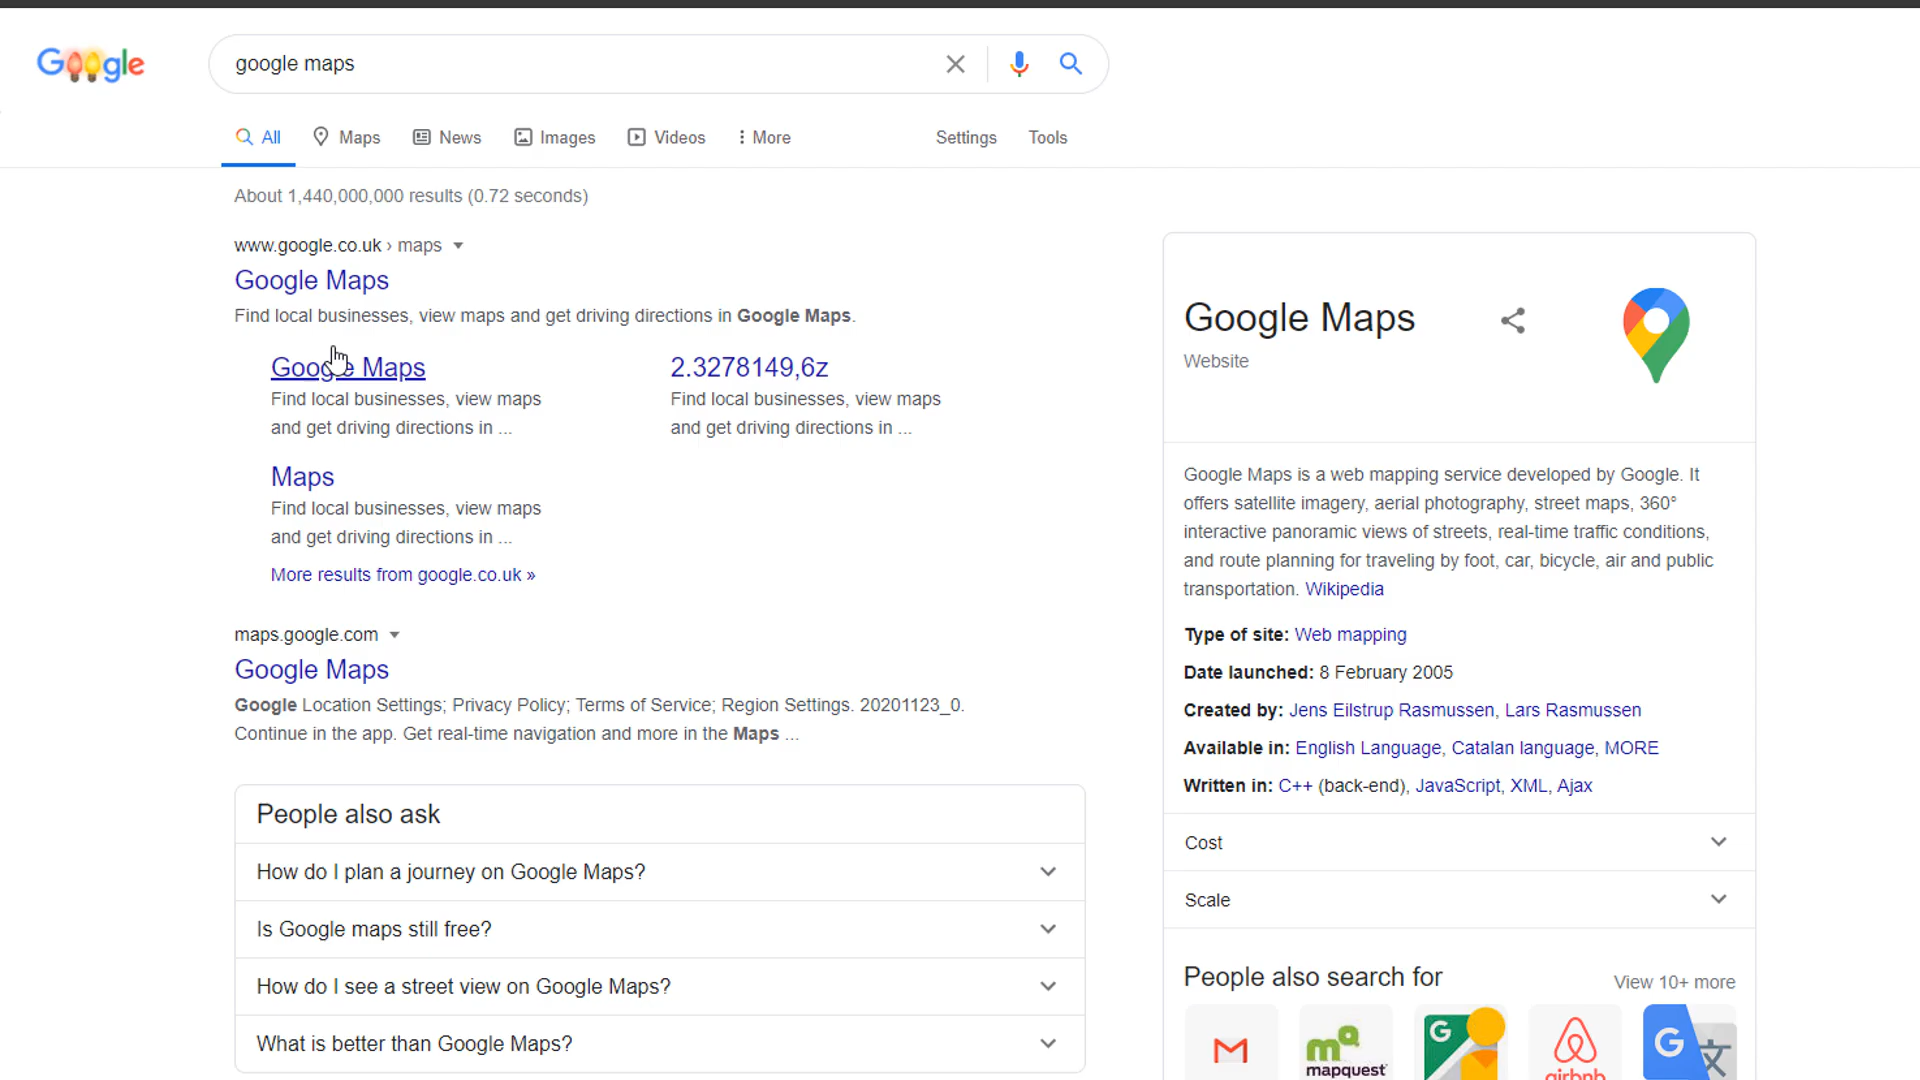 Google
google maps
All
Maps
News
Images
Videos
More
Settings
Tools
About 1,440,000,000 results (0.72 seconds)
www.google.co.uk › maps
Google Maps
Find local businesses, view maps and get driving directions in Google Maps.
Google Maps
Find local businesses, view maps
and get driving directions in ...
2.3278149,6z
Find local businesses, view maps
and get driving directions in ...
Maps
Find local businesses, view maps
and get driving directions in ...
More results from google.co.uk »
maps.google.com
Google Maps
Google Location Settings; Privacy Policy; Terms of Service; Region Settings. 20201123_0.
Continue in the app. Get real-time navigation and more in the Maps ...
People also ask
How do I plan a journey on Google Maps?
Is Google maps still free?
How do I see a street view on Google Maps?
What is better than Google Maps?
Google Maps
Website
Google Maps is a web mapping service developed by Google. It
offers satellite imagery, aerial photography, street maps, 360°
interactive panoramic views of streets, real-time traffic conditions,
and route planning for traveling by foot, car, bicycle, air and public
transportation. Wikipedia
Type of site: Web mapping
Date launched: 8 February 2005
Created by: Jens Eilstrup Rasmussen, Lars Rasmussen
Available in: English Language, Catalan language, MORE
Written in: C++ (back-end), JavaScript, XML, Ajax
Cost
Scale
People also search for
View 10+ more
mq
mapquest
G
airbnb
G 文